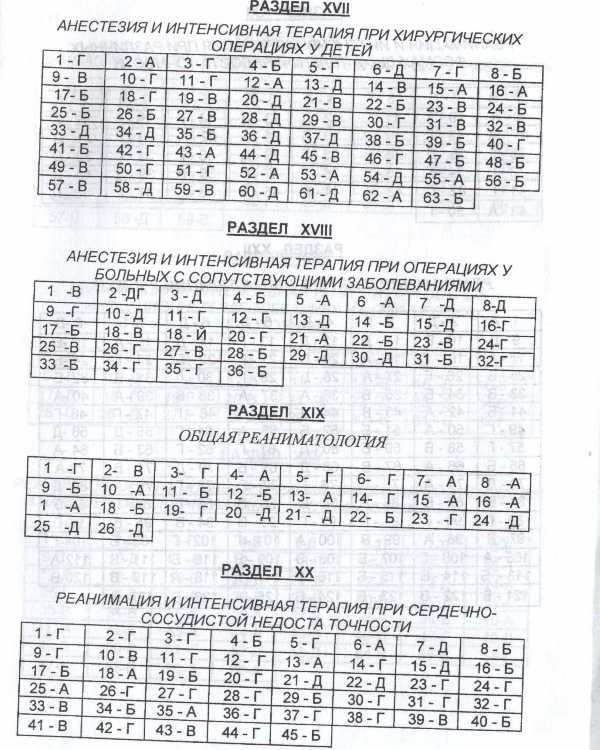 РАЗДЕЛ XVII
АНЕСТЕЗИЯ И ИНТЕНСИВНАЯ ТЕРАПИЯ ПРИ ХИРУРГИЧЕСКИХ
ОПЕРАЦИЯХ У ДЕТЕЙ
1 - Г 2 - А 3 - Г 4 - Б 5 - Г 6 - Д 7 - Г 8 - Б
9 - В 10 - Г 11 - Г 12 - А 13 - Д 14 - В 15 - А 16 - А
17- Б 18 - Г 19 - В 20 - Д 21 - В 22 - Б 23 - В 24 - Б
25 - Б 26 - Б 27 - В 28 - Д 29 - В 30 - Г 31 - В 32 - В
33 - Д 34 - Д 35 - Б 36 - Д 37- Д 38 - Б 39 - Б 40 - Г
41 - Б 42 - Г 43 - А 44 - Д 45 - В 46 - Г 47 - Б 48 - Б
49 - В 50 - Г 51 - Г 52 - А 53 - А 54 - Д 55 - А 56 - Б
57 - В 58 - Д 59 - В 60 - Д 61 - Д 62 - А 63 - Б
РАЗДЕЛ XVIII
АНЕСТЕЗИЯ И ИНТЕНСИВНАЯ ТЕРАПИЯ ПРИ ОПЕРАЦИЯХ У
БОЛЬНЫХ С СОПУТСТВУЮЩИМИ ЗАБОЛЕВАНИЯМИ
1 -В 2 -ДГ 3 - Д 4 - Б 5 -А 6 -А 7 -Д 8-Д
9 -Г 10 - Д 11 - Г 12 - Г 13 -Д 14 -Б 15 -Д 16-Г
17 -Б 18 - В 18 - Й 20 - Г 21 -А 22 -Б 23 -В 24-Г
25 -В 26 - Г 27 - В 28 - Б 29 -Д 30 -Д 31 -Б 32-Г
33 -Б 34 - Г 35 - Г 36 - Б
РАЗДЕЛ XIX
ОБЩАЯ РЕАНИМАТОЛОГИЯ
1 -Г 2- В 3- Г 4- А 5- Г 6- Г 7- А 8 -А
9 -Б 10 -А 11 - Б 12 -Б 13- А 14- Г 15 -А 16 -А
1 -А 18 -Б 19- Г 20 -Д 21 - Д 22- Б 23 -Г 24 -Д
25 -Д 26 -Д
РАЗДЕЛ XX
РЕАНИМАЦИЯ И ИНТЕНСИВНАЯ ТЕРАПИЯ ПРИ СЕРДЕЧНО-
СОСУДИСТОЙ НЕДОСТА ТОЧНОСТИ
1 - Г 2 - Г 3 - Г 4 - Б 5 - Г 6 - А 7 - Д 8 - Б
9 - Г 10 - В 11 - Г 12 - Г 13 - А 14 - Г 15 - Д 16 - Б
17 - Б 18 - А 19 - Б 20 - Г 21 - Д 22 - Д 23 - Г 24 - Г
25 - А 26 -Г 27 - Г 28 - Г 29 - Б 30 - Г 31 - Г 32 - Г
33 - В 34 - Б 35 - А 36 - Г 37 - Г 38 - Г 39 - В 40 - Б
41 - В 42 - Г 43 - В 44 - Г 45 - Б